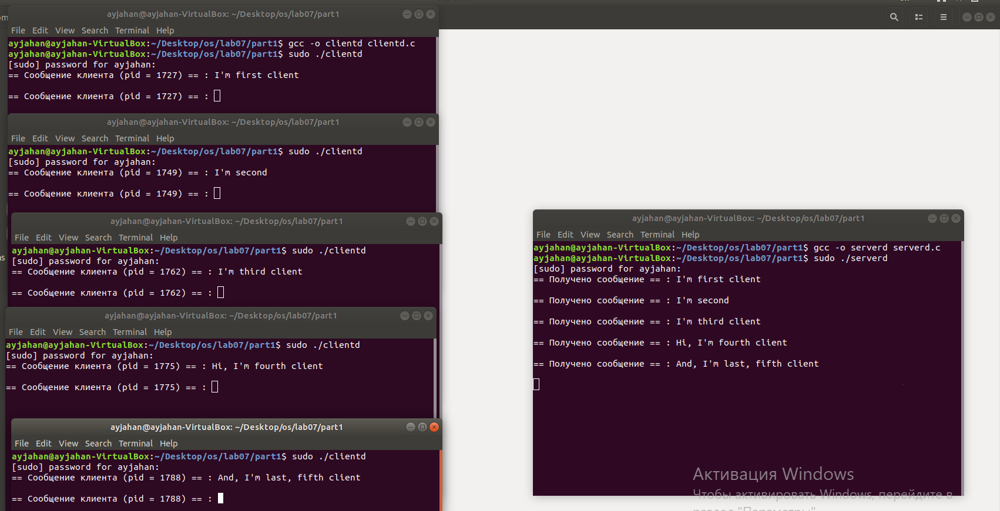 ayjahan@ayjahan-VirtualBox: ~/Desktop/os/lab07/part1
File Edit View Search Terminal Help
ayjahan@ayjahan-VirtualBox:~/Desktop/os/lab07/part1$ gcc -o clientd clientd.c
ayjahan@ayjahan-VirtualBox:~/Desktop/os/lab07/part1$ sudo ./clientd
[sudo] password for ayjahan:
== Сообщение клиента (pid = 1727) == : I'm first client
== Сообщение клиента (pid = 1727) == :
ayjahan@ayjahan-VirtualBox: ~/Desktop/os/lab07/part1
File Edit View Search Terminal Help
ayjahan@ayjahan-VirtualBox:~/Desktop/os/lab07/part1$ sudo ./clientd
[sudo] password for ayjahan:
== Сообщение клиента (pid = 1749) == : I'm second
== Сообщение клиента (pid = 1749) == :
ayjahan@ayjahan-VirtualBox: ~/Desktop/os/lab07/part1
File Edit View Search Terminal Help
ayjahan@ayjahan-VirtualBox:~/Desktop/os/lab07/part1$ sudo ./clientd
[sudo] password for ayjahan:
== Сообщение клиента (pid = 1762) == : I'm third client
== Сообщение клиента (pid = 1762) == :
ayjahan@ayjahan-VirtualBox: ~/Desktop/os/lab07/part1
File Edit View Search Terminal Help
ayjahan@ayjahan-VirtualBox:~/Desktop/os/lab07/part1$ sudo ./clientd
[sudo] password for ayjahan:
== Сообщение клиента (pid = 1775) == : Hi, I'm fourth client
== Сообщение клиента (pid = 1775) == :
ayjahan@ayjahan-VirtualBox: ~/Desktop/os/lab07/part1
File Edit View Search Terminal Help
ayjahan@ayjahan-VirtualBox:~/Desktop/os/lab07/part1$ sudo ./clientd
[sudo] password for ayjahan:
== Сообщение клиента (pid = 1788) == : And, I'm last, fifth client
== Сообщение клиента (pid = 1788) == :
ayjahan@ayjahan-VirtualBox: ~/Desktop/os/lab07/part1
File Edit View Search Terminal Help
ayjahan@ayjahan-VirtualBox:~/Desktop/os/lab07/part1$ gcc -o serverd serverd.c
ayjahan@ayjahan-VirtualBox:~/Desktop/os/lab07/part1$ sudo ./serverd
[sudo] password for ayjahan:
== Получено сообщение == : I'm first client
== Получено сообщение == : I'm second
== Получено сообщение == : I'm third client
== Получено сообщение == : Hi, I'm fourth client
== Получено сообщение == : And, I'm last, fifth client
Активация Windows
Чтобы активировать Windows, перейдите в
раздел "Параметры"